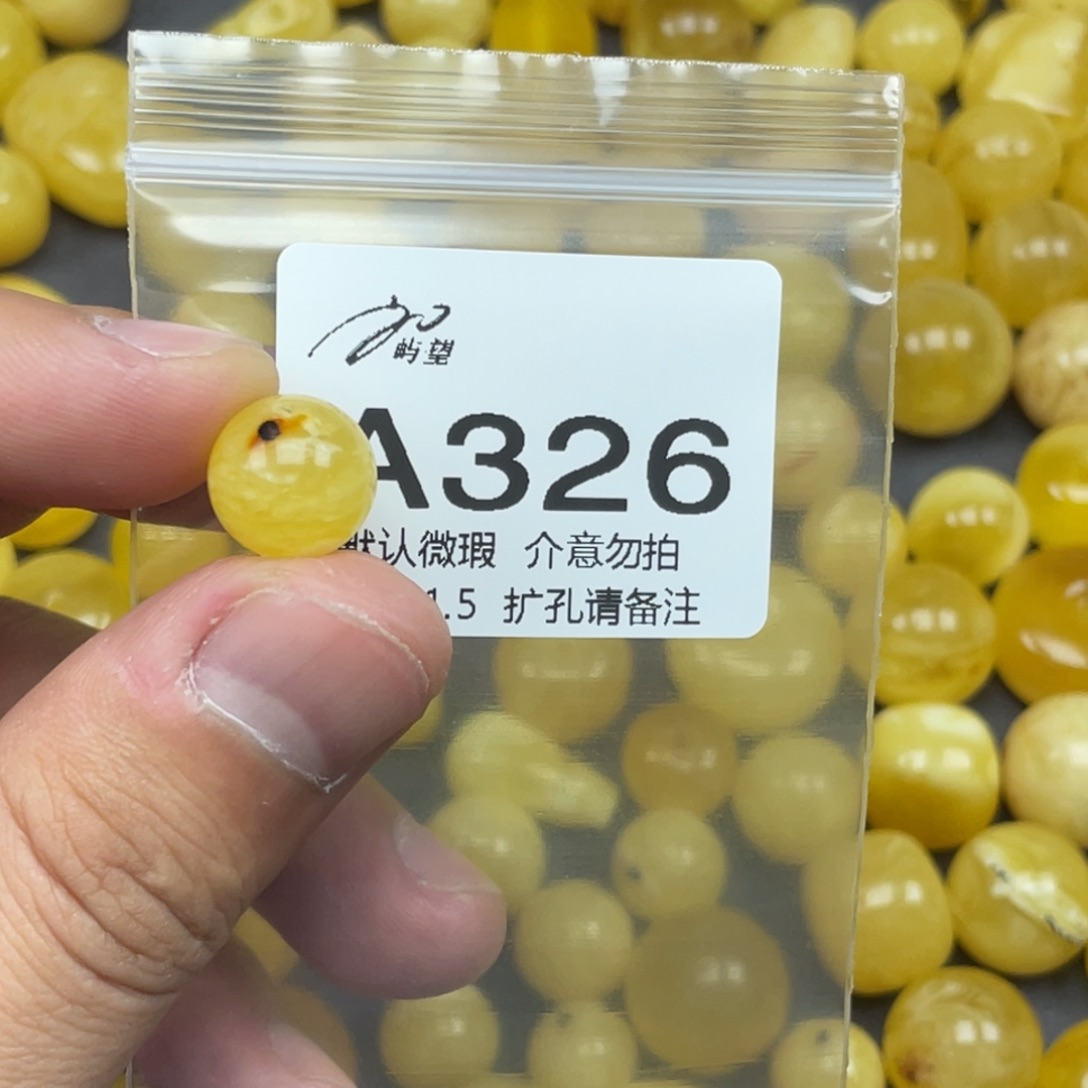 屿望
A326
默认微瑕 介意勿拍
1.5 扩孔请备注